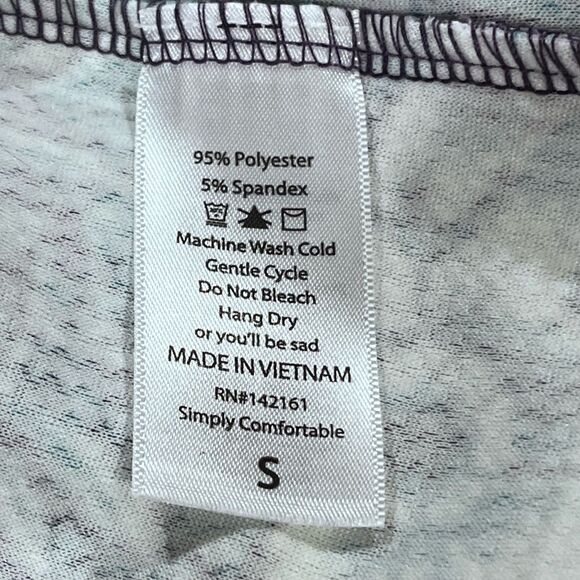 95% Polyester
5% Spandex
Machine Wash Cold
Gentle Cycle
Do Not Bleach
Hang Dry
or you'll be sad
MADE IN VIETNAM
RN#142161
Simply Comfortable
S